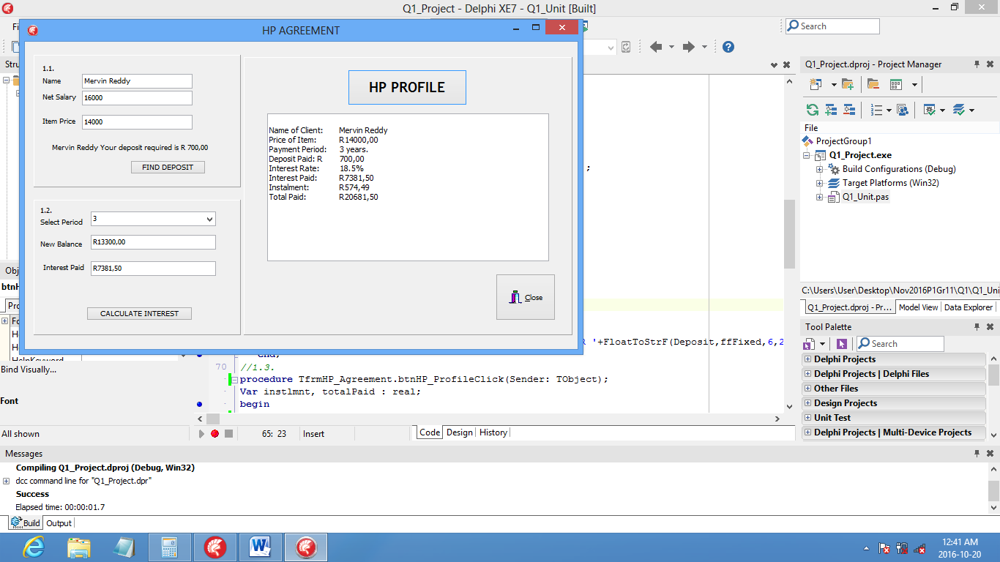 Q1_Project - Delphi XE7 - Q1_Unit [Built]
Search
HP AGREEMENT
1.1.
Name Mervin Reddy
Net Salary 16000
Item Price 14000
Mervin Reddy Your deposit required is R 700,00
FIND DEPOSIT
1.2.
Select Period 3
New Balance R13300,00
Interest Paid R7381,50
CALCULATE INTEREST
HP PROFILE
Name of Client: Mervin Reddy
Price of Item: R14000,00
Payment Period: 3 years.
Deposit Paid: R 700,00
Interest Rate: 18.5%
Interest Paid: R7381,50
Instalment: R574,49
Total Paid: R20681,50
Close
;
R '+FloatToStrF(Deposit,ffFixed,6,2
End;
70 //1.3.
procedure TfrmHP_Agreement.btnHP_ProfileClick(Sender: TObject);
Var instlmnt, totalPaid : real;
begin
65: 23 Insert
Code Design History
Stru
Obj
btnH
Pro
Fo
H
H
HelpKeyword
Bind Visually...
Font
All shown
Q1_Project.dproj - Project Manager
File
ProjectGroup1
Q1_Project.exe
Build Configurations (Debug)
Target Platforms (Win32)
Q1_Unit.pas
C:\Users\User\Desktop\Nov2016P1Gr11\Q1\Q1_Uni
Q1_Project.dproj - Pr... Model View Data Explorer
Tool Palette
Search
Delphi Projects
Delphi Projects | Delphi Files
Other Files
Design Projects
Unit Test
Delphi Projects | Multi-Device Projects
Messages
Compiling Q1_Project.dproj (Debug, Win32)
dcc command line for "Q1_Project.dpr"
Success
Elapsed time: 00:00:01.7
Build Output
12:41 AM
2016-10-20